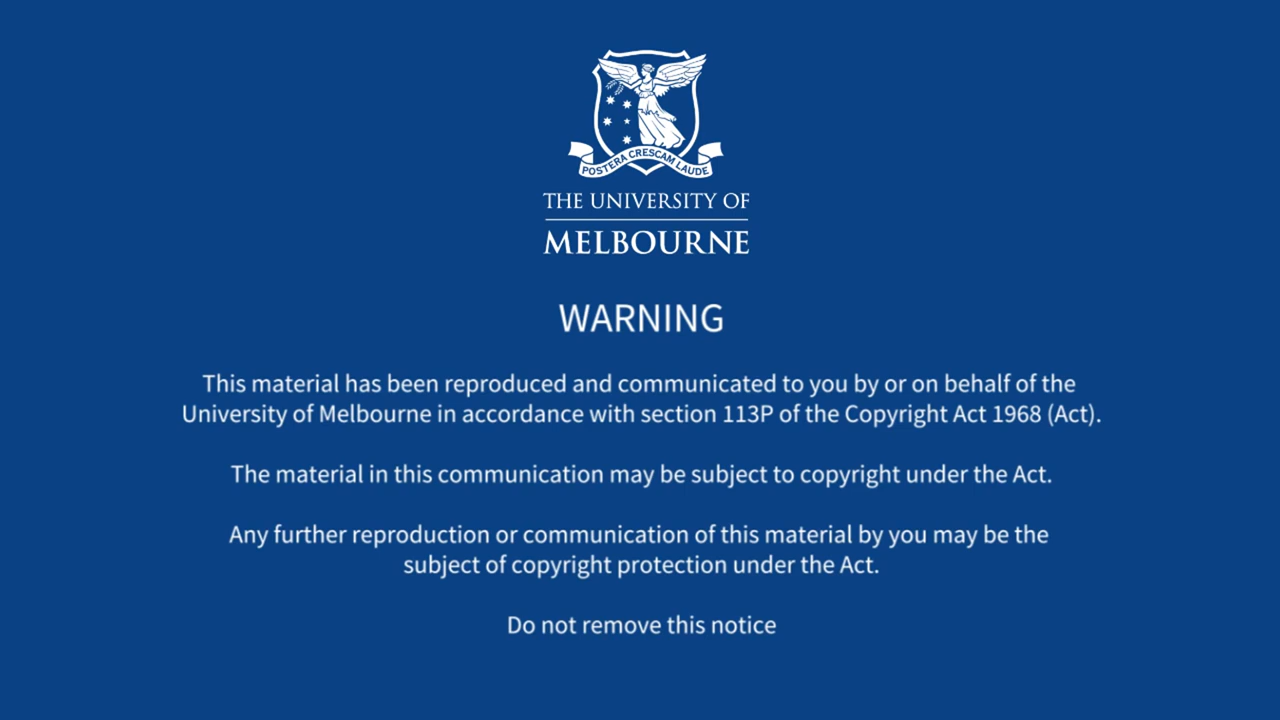 POSTERA CRESCAM LAUDE
THE UNIVERSITY OF
MELBOURNE
WARNING
This material has been reproduced and communicated to you by or on behalf of the
University of Melbourne in accordance with section 113P of the Copyright Act 1968 (Act).
The material in this communication may be subject to copyright under the Act.
Any further reproduction or communication of this material by you may be the
subject of copyright protection under the Act.
Do not remove this notice